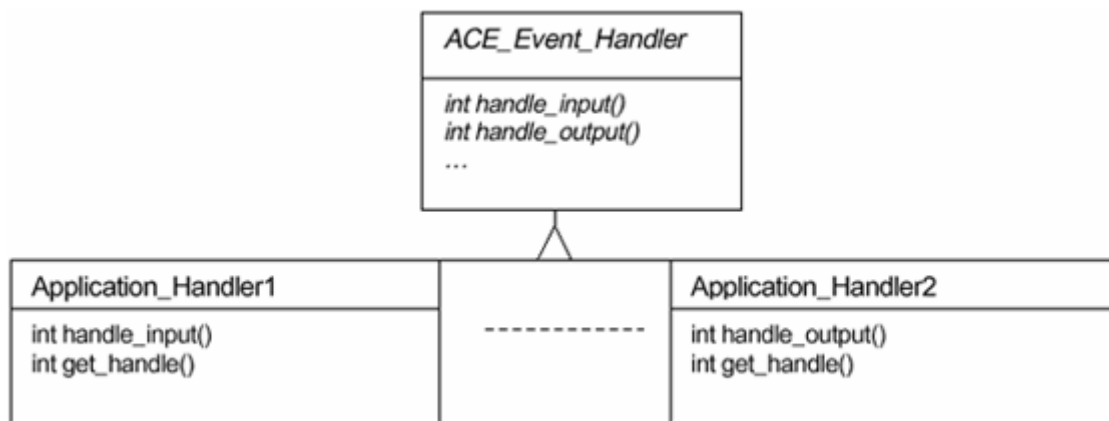 ACE_Event_Handler
int handle_input()
int handle_output()
...
Application_Handler1
int handle_input()
int get_handle()
Application_Handler2
int handle_output()
int get_handle()